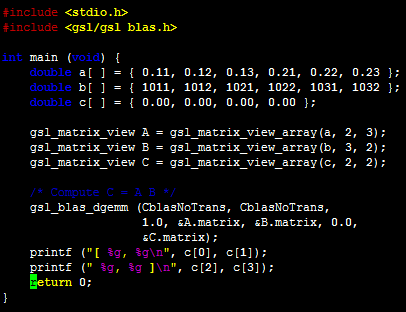 #include <stdio.h>
#include <gsl/gsl blas.h>
int main (void) {
double a[ ] = { 0.11, 0.12, 0.13, 0.21, 0.22, 0.23 };
double b[ ] = { 1011, 1012, 1021, 1022, 1031, 1032 };
double c[ ] = { 0.00, 0.00, 0.00, 0.00 };
gsl_matrix_view A = gsl_matrix_view_array(a, 2, 3);
gsl_matrix_view B = gsl_matrix_view_array(b, 3, 2);
gsl_matrix_view C = gsl_matrix_view_array(c, 2, 2);
/* Compute C = A B */
gsl_blas_dgemm (CblasNoTrans, CblasNoTrans,
1.0, &A.matrix, &B.matrix, 0.0,
&C.matrix);
printf ("[ %g, %g\n", c[0], c[1]);
printf (" %g, %g ]\n", c[2], c[3]);
return 0;
}